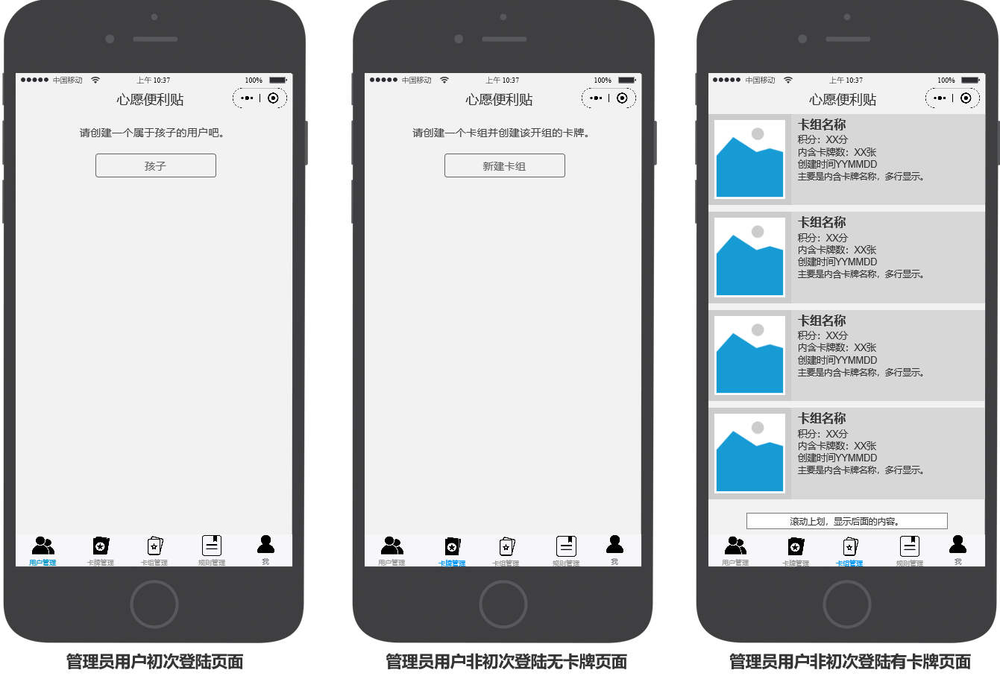 中国移动
上午 10:37
100%
心愿便利贴
请创建一个属于孩子的用户吧。
孩子
用户管理
卡牌管理
卡组管理
规则管理
我
管理员用户初次登陆页面
中国移动
上午 10:37
100%
心愿便利贴
请创建一个卡组并创建该开组的卡牌。
新建卡组
用户管理
卡牌管理
卡组管理
规则管理
我
管理员用户非初次登陆无卡牌页面
中国移动
上午 10:37
100%
心愿便利贴
卡组名称
积分：XX分
内含卡牌数：XX张
创建时间YYMMDD
主要是内含卡牌名称，多行显示。
卡组名称
积分：XX分
内含卡牌数：XX张
创建时间YYMMDD
主要是内含卡牌名称，多行显示。
卡组名称
积分：XX分
内含卡牌数：XX张
创建时间YYMMDD
主要是内含卡牌名称，多行显示。
卡组名称
积分：XX分
内含卡牌数：XX张
创建时间YYMMDD
主要是内含卡牌名称，多行显示。
滚动上划，显示后面的内容。
用户管理
卡牌管理
卡组管理
规则管理
我
管理员用户非初次登陆有卡牌页面